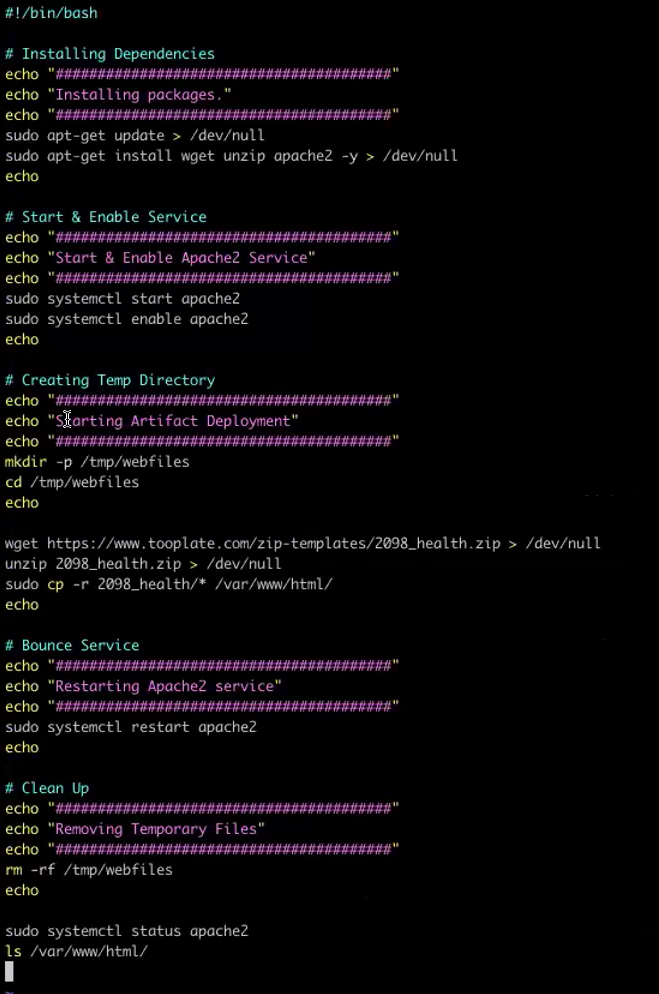 #!/bin/bash
# Installing Dependencies
echo "########################################"
echo "Installing packages."
echo "########################################"
sudo apt-get update > /dev/null
sudo apt-get install wget unzip apache2 -y > /dev/null
echo
# Start & Enable Service
echo "########################################"
echo "Start & Enable Apache2 Service"
echo "########################################"
sudo systemctl start apache2
sudo systemctl enable apache2
echo
# Creating Temp Directory
echo "########################################"
echo "Starting Artifact Deployment"
echo "########################################"
mkdir -p /tmp/webfiles
cd /tmp/webfiles
echo
wget https://www.tooplate.com/zip-templates/2098_health.zip > /dev/null
unzip 2098_health.zip > /dev/null
sudo cp -r 2098_health/* /var/www/html/
echo
# Bounce Service
echo "########################################"
echo "Restarting Apache2 service"
echo "########################################"
sudo systemctl restart apache2
echo
# Clean Up
echo "########################################"
echo "Removing Temporary Files"
echo "########################################"
rm -rf /tmp/webfiles
echo
sudo systemctl status apache2
ls /var/www/html/
~